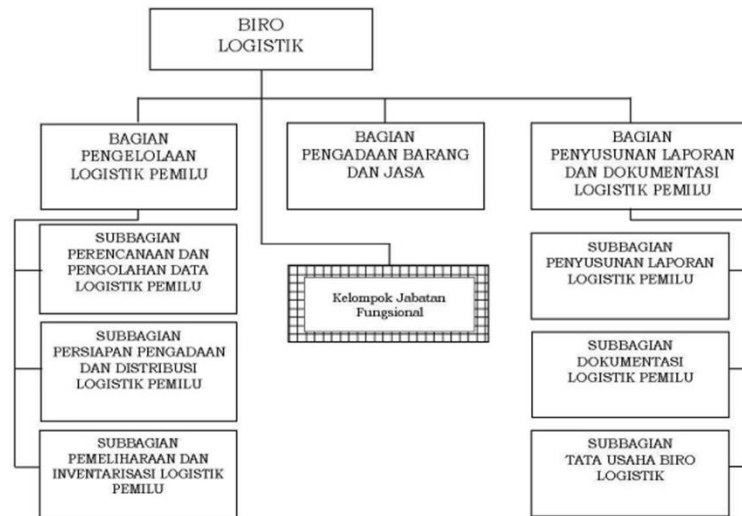 BIRO
LOGISTIK
BAGIAN
PENGELOLAAN
LOGISTIK PEMILU
BAGIAN
PENGADAAN BARANG
DAN JASA
BAGIAN
PENYUSUNAN LAPORAN
DAN DOKUMENTASI
LOGISTIK PEMILU
SUBBAGIAN
PERENCANAAN DAN
PENGOLAHAN DATA
LOGISTIK PEMILU
SUBBAGIAN
PENYUSUNAN LAPORAN
LOGISTIK PEMILU
Kelompok Jabatan
Fungsional
SUBBAGIAN
PERSIAPAN PENGADAAN
DAN DISTRIBUSI
LOGISTIK PEMILU
SUBBAGIAN
DOKUMENTASI
LOGISTIK PEMILU
SUBBAGIAN
PEMELIHARAAN DAN
INVENTARISASI LOGISTIK
PEMILU
SUBBAGIAN
TATA USAHA BIRO
LOGISTIK